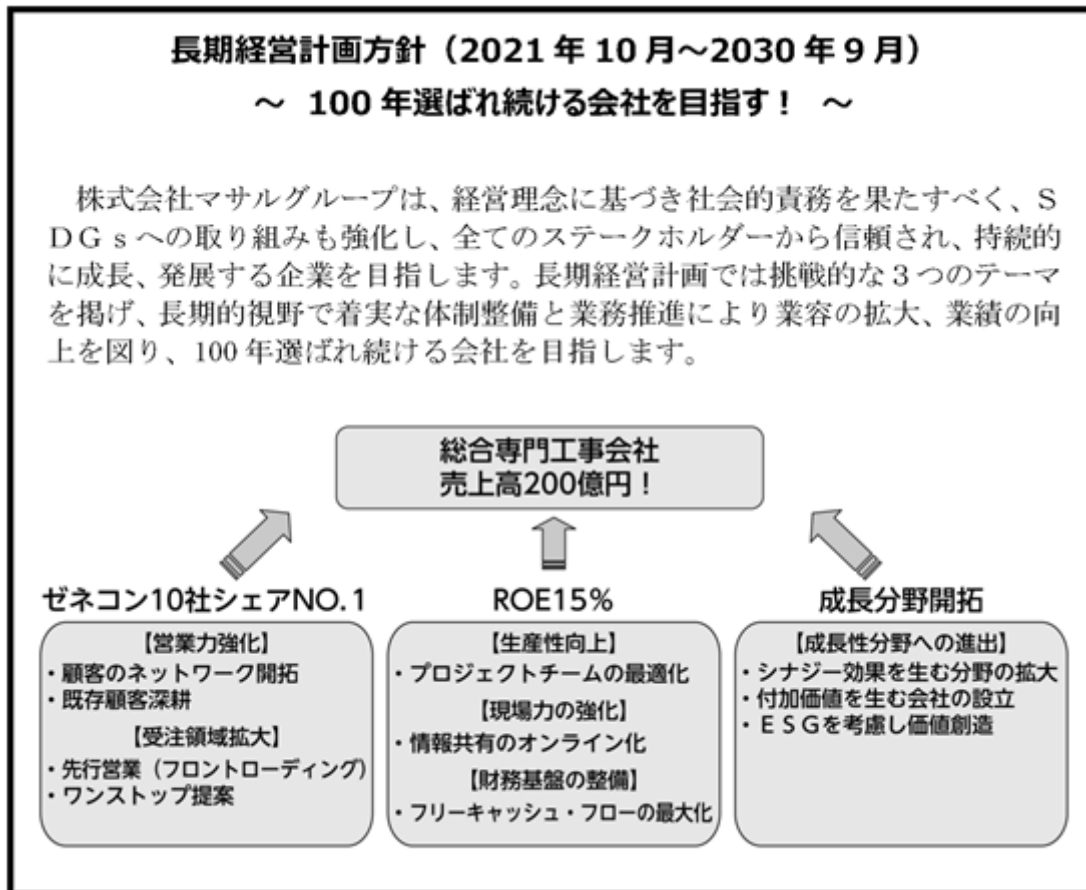 長期経営計画方針（2021年10月～2030年9月）
～ 100年選ばれ続ける会社を目指す！ ～
株式会社マサルグループは、経営理念に基づき社会的責務を果たすべく、S
DGsへの取り組みも強化し、全てのステークホルダーから信頼され、持続的
に成長、発展する企業を目指します。長期経営計画では挑戦的な３つのテーマ
を掲げ、長期的視野で着実な体制整備と業務推進により業容の拡大、業績の向
上を図り、100年選ばれ続ける会社を目指します。
総合専門工事会社
売上高200億円！
ゼネコン10社シェアNO.1
【営業力強化】
・顧客のネットワーク開拓
・既存顧客深耕
【受注領域拡大】
・先行営業（フロントローディング）
・ワンストップ提案
ROE15%
【生産性向上】
・プロジェクトチームの最適化
【現場力の強化】
・情報共有のオンライン化
【財務基盤の整備】
・フリーキャッシュ・フローの最大化
成長分野開拓
【成長性分野への進出】
・シナジー効果を生む分野の拡大
・付加価値を生む会社の設立
・ＥＳＧを考慮し価値創造